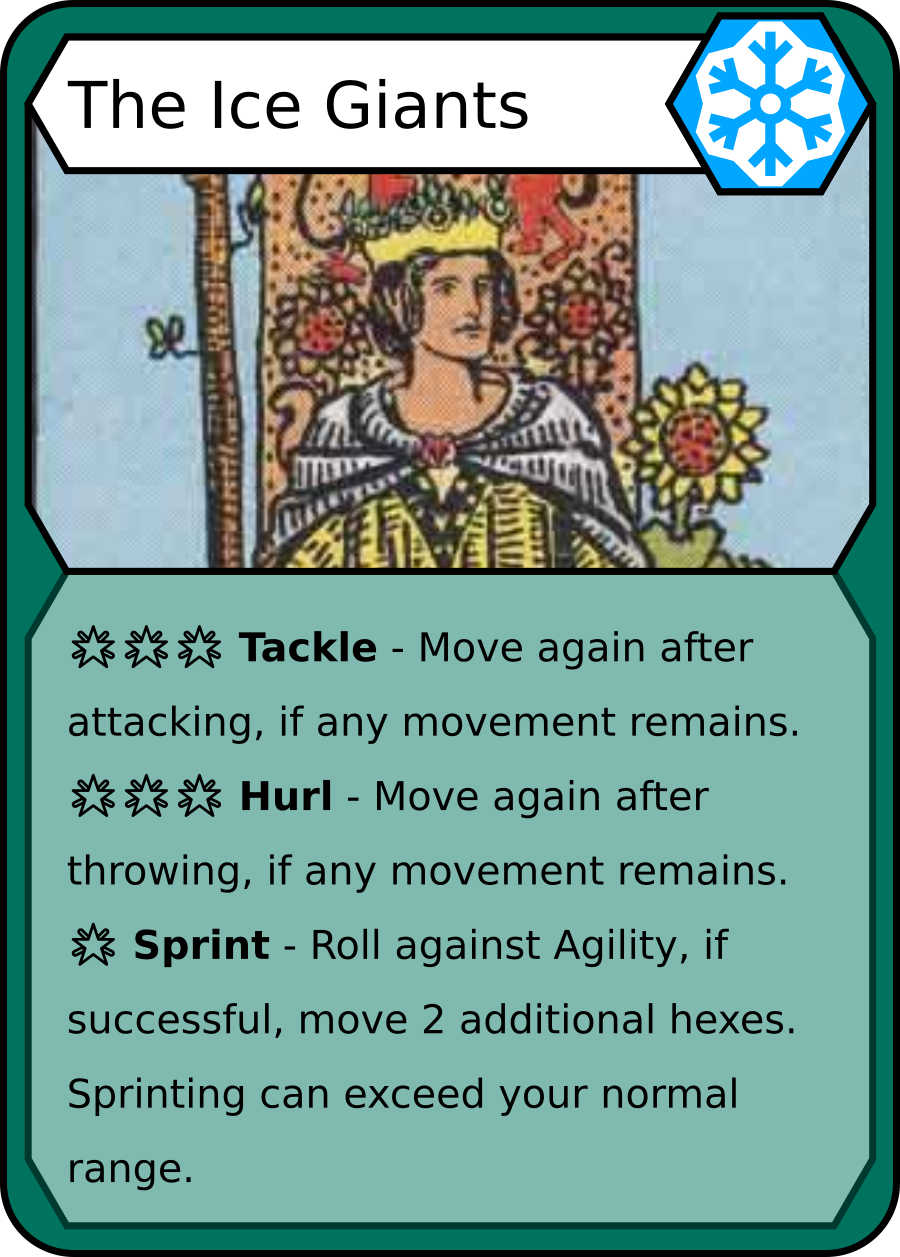 The Ice Giants
Tackle - Move again after
attacking, if any movement remains.
Hurl - Move again after
throwing, if any movement remains.
Sprint - Roll against Agility, if
successful, move 2 additional hexes.
Sprinting can exceed your normal
range.